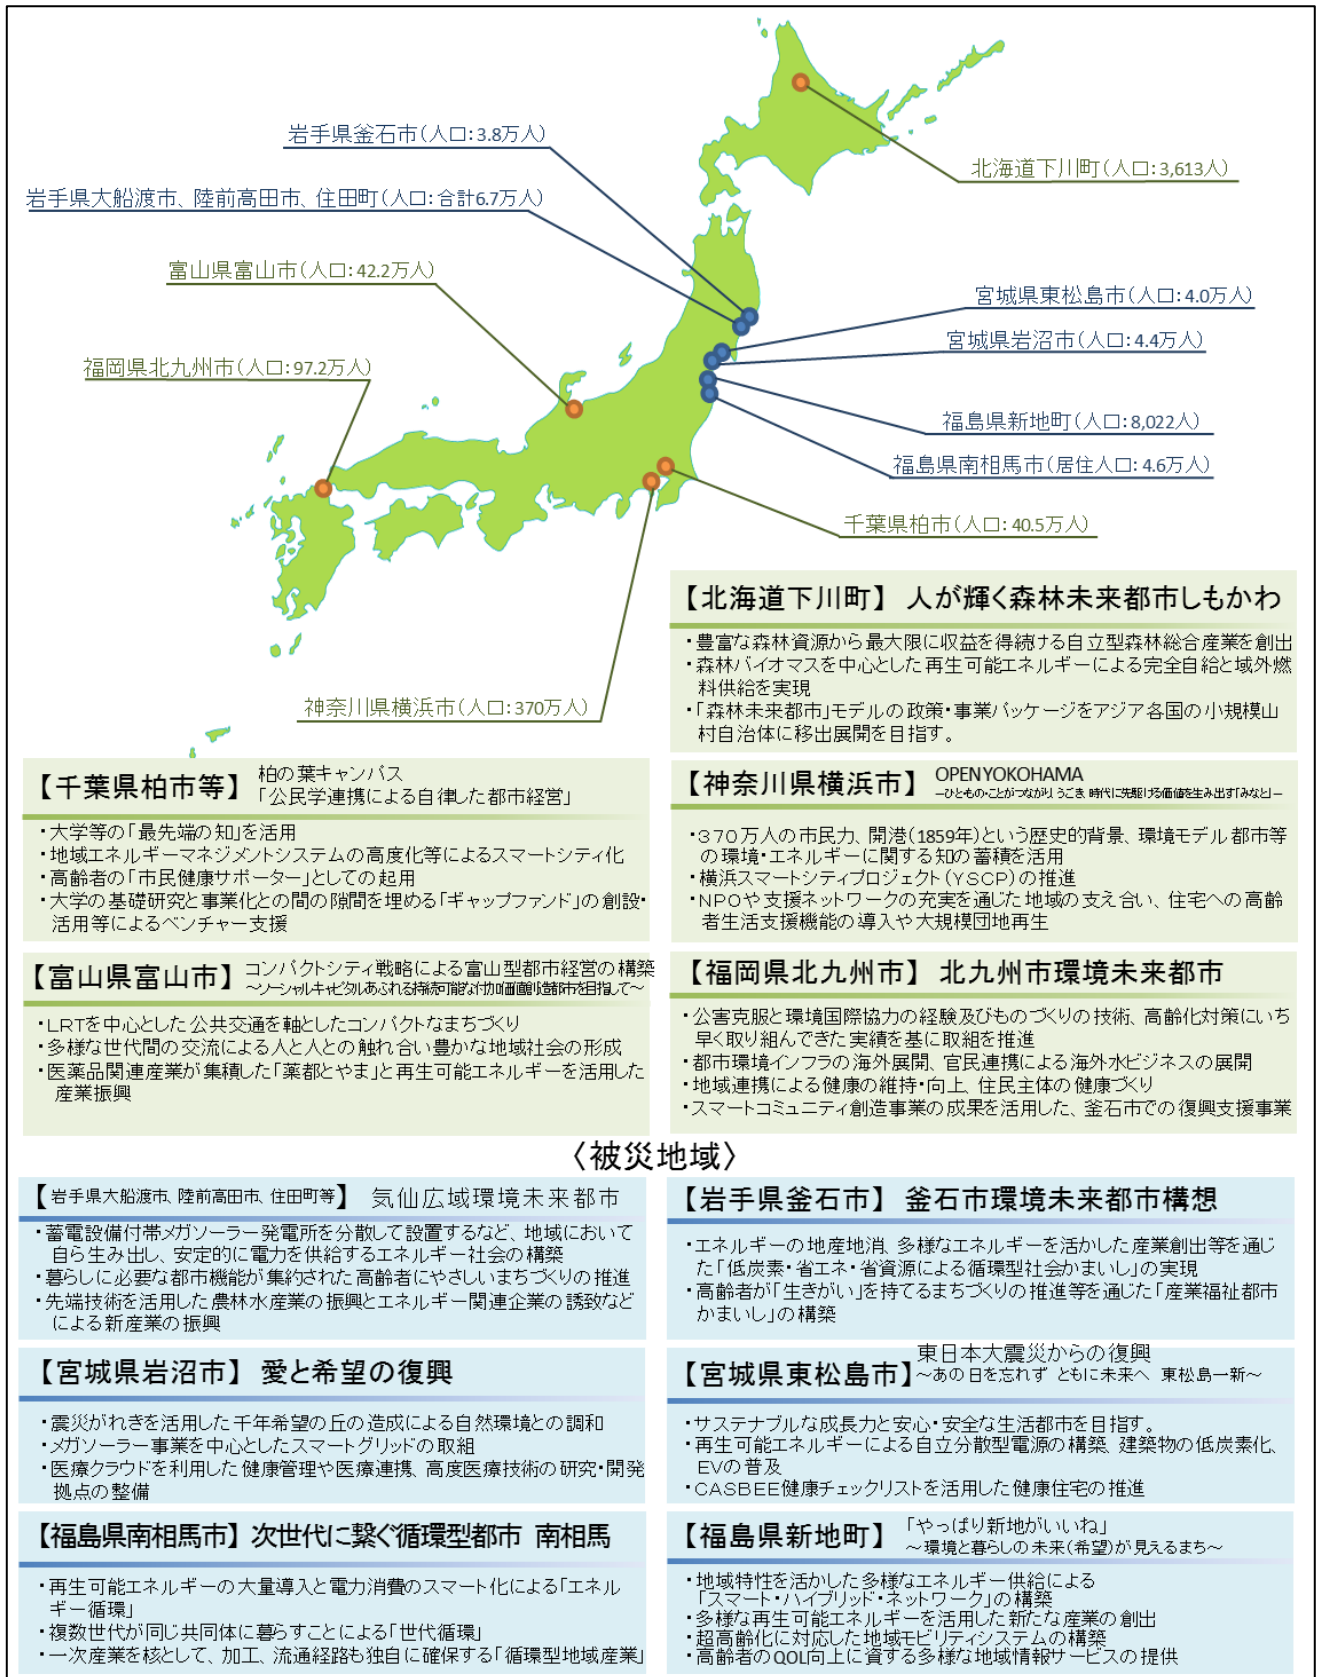 岩手県釜石市(人口:3.8万人)
北海道下川町(人口:3,613人)
岩手県大船渡市、陸前高田市、住田町(人口:合計6.7万人)
富山県富山市(人口:42.2万人)
宮城県東松島市(人口:4.0万人)
宮城県岩沼市(人口:4.4万人)
福岡県北九州市(人口:97.2万人)
福島県新地町(人口:8,022人)
福島県南相馬市(居住人口:4.6万人)
千葉県柏市(人口:40.5万人)
神奈川県横浜市(人口:370万人)
【北海道下川町】 人が輝く森林未来都市しもかわ
・豊富な森林資源から最大限に収益を得続ける自立型森林総合産業を創出
・森林バイオマスを中心とした再生可能エネルギーによる完全自給と域外燃
料供給を実現
・「森林未来都市」モデルの政策・事業パッケージをアジア各国の小規模山
村自治体に移出展開を目指す。
【千葉県柏市等】 柏の葉キャンパス
「公民学連携による自律した都市経営」
・大学等の「最先端の知」を活用
・地域エネルギーマネジメントシステムの高度化等によるスマートシティ化
・高齢者の「市民健康サポーター」としての起用
・大学の基礎研究と事業化との間の隙間を埋める「ギャップファンド」の創設・
活用等によるベンチャー支援
【神奈川県横浜市】 OPENYOKOHAMA
ーひと・もの・ことがつながり、うごき、時代に先駆ける価値を生み出す「みなと」ー
・370万人の市民力、開港(1859年)という歴史的背景、環境モデル都市等
の環境・エネルギーに関する知の蓄積を活用
・横浜スマートシティプロジェクト(YSCP)の推進
・NPOや支援ネットワークの充実を通じた地域の支え合い、住宅への高齢
者生活支援機能の導入や大規模団地再生
【富山県富山市】 コンパクトシティ戦略による富山型都市経営の構築
～ソーシャルキャピタルあふれる持続可能な付加価値創造都市を目指して～
・LRTを中心とした公共交通を軸としたコンパクトなまちづくり
・多様な世代間の交流による人と人との触れ合い豊かな地域社会の形成
・医薬品関連産業が集積した「薬都とやま」と再生可能エネルギーを活用した
産業振興
【福岡県北九州市】 北九州市環境未来都市
・公害克服と環境国際協力の経験及びものづくりの技術、高齢化対策にいち
早く取り組んできた実績を基に取組を推進
・都市環境インフラの海外展開、官民連携による海外水ビジネスの展開
・地域連携による健康の維持・向上、住民主体の健康づくり
・スマートコミュニティ創造事業の成果を活用した、釜石市での復興支援事業
〈被災地域〉
【岩手県大船渡市、陸前高田市、住田町等】 気仙広域環境未来都市
・蓄電設備付帯メガソーラー発電所を分散して設置するなど、地域において
自ら生み出し、安定的に電力を供給するエネルギー社会の構築
・暮らしに必要な都市機能が集約された高齢者にやさしいまちづくりの推進
・先端技術を活用した農林水産業の振興とエネルギー関連企業の誘致など
による新産業の振興
【岩手県釜石市】 釜石市環境未来都市構想
・エネルギーの地産地消、多様なエネルギーを活かした産業創出等を通じ
た「低炭素・省エネ・省資源による循環型社会かまいし」の実現
・高齢者が「生きがい」を持てるまちづくりの推進等を通じた「産業福祉都市
かまいし」の構築
【宮城県岩沼市】 愛と希望の復興
・震災がれきを活用した千年希望の丘の造成による自然環境との調和
・メガソーラー事業を中心としたスマートグリッドの取組
・医療クラウドを利用した健康管理や医療連携、高度医療技術の研究・開発
拠点の整備
【宮城県東松島市】 東日本大震災からの復興
～あの日を忘れず ともに未来へ 東松島一新～
・サステナブルな成長力と安心・安全な生活都市を目指す。
・再生可能エネルギーによる自立分散型電源の構築、建築物の低炭素化、
EVの普及
・CASBEE健康チェックリストを活用した健康住宅の推進
【福島県南相馬市】 次世代に繋ぐ循環型都市 南相馬
・再生可能エネルギーの大量導入と電力消費のスマート化による「エネル
ギー循環」
・複数世代が同じ共同体に暮らすことによる「世代循環」
・一次産業を核として、加工、流通経路も独自に確保する「循環型地域産業」
【福島県新地町】 「やっぱり新地がいいね」
～環境と暮らしの未来(希望)が見えるまち～
・地域特性を活かした多様なエネルギー供給による
「スマート・ハイブリッド・ネットワーク」の構築
・多様な再生可能エネルギーを活用した新たな産業の創出
・超高齢化に対応した地域モビリティシステムの構築
・高齢者のQOL向上に資する多様な地域情報サービスの提供